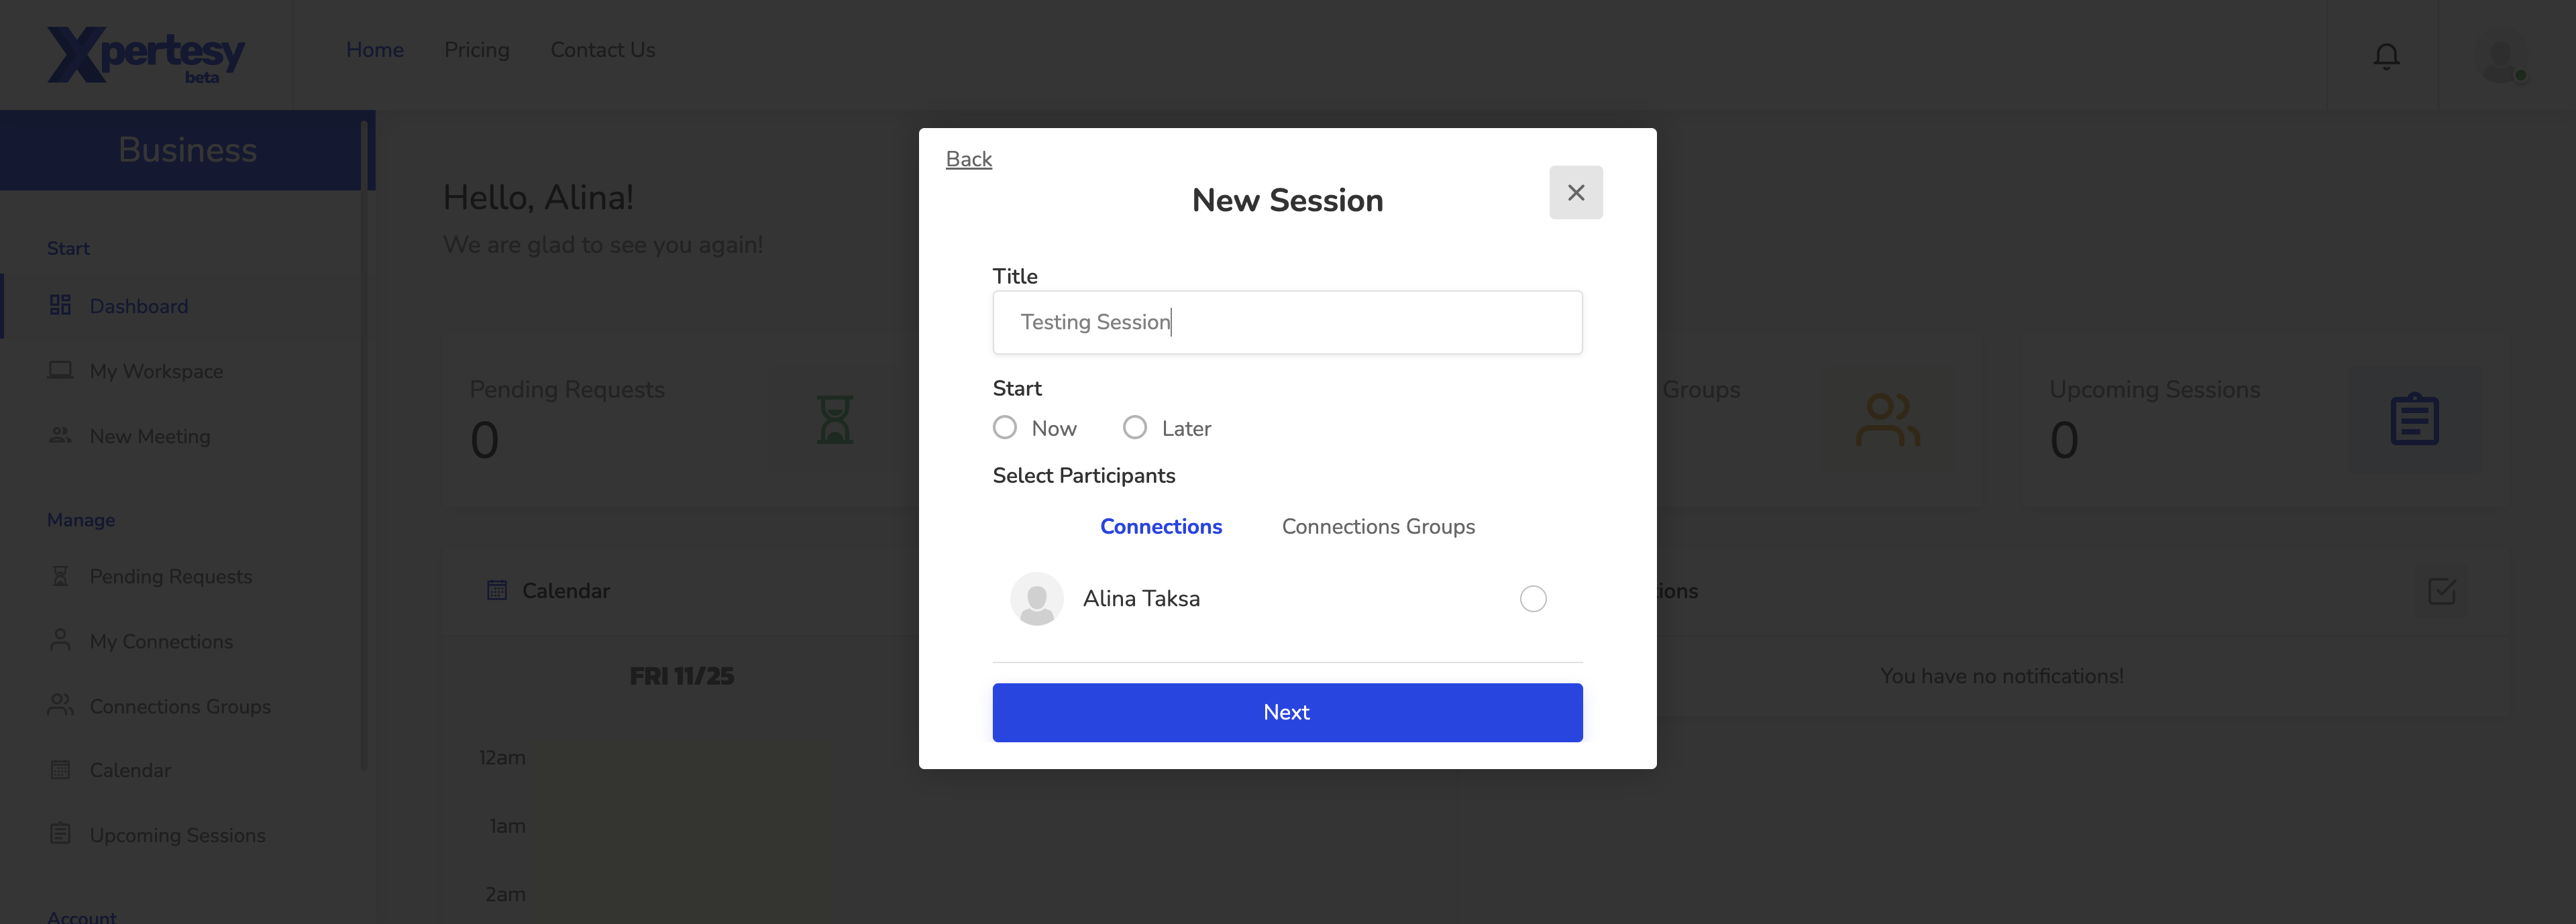 Xpertesy
beta
Home Pricing Contact Us
Business
Start
Dashboard
My Workspace
New Meeting
Manage
Pending Requests
My Connections
Connections Groups
Calendar
Upcoming Sessions
Account
Hello, Alina!
We are glad to see you again!
Pending Requests
0
Groups
Upcoming Sessions
0
Calendar
FRI 11/25
12am
1am
2am
ions
You have no notifications!
Back
New Session
Title
Testing Session
Start
Now Later
Select Participants
Connections Connections Groups
Alina Taksa
Next